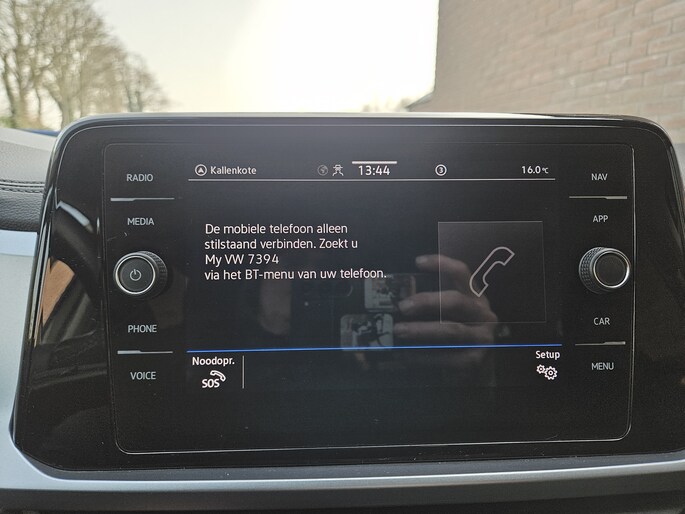 RADIO
MEDIA
PHONE
VOICE
Kallenkote
13:44
3
16.0°C
De mobiele telefoon alleen
stilstaand verbinden. Zoekt u
My VW 7394
via het BT-menu van uw telefoon.
Noodopr.
SOS
Setup
NAV
APP
CAR
MENU